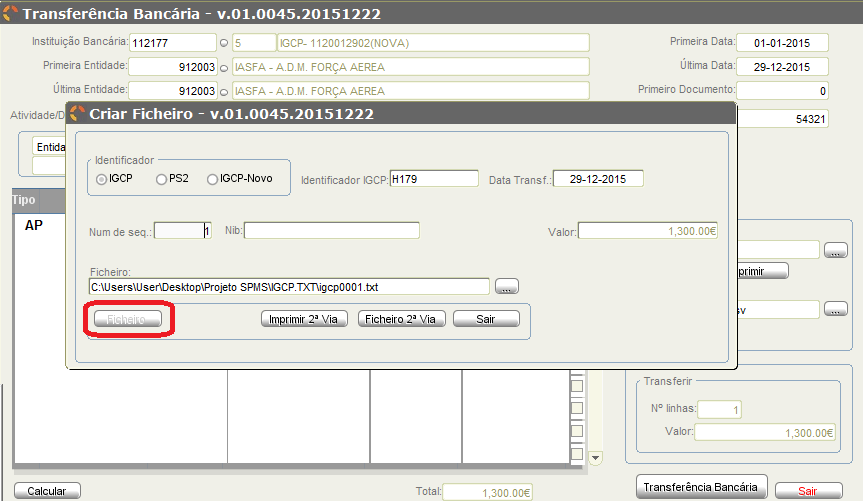 Transferência Bancária - v.01.0045.20151222
Instituição Bancária: 112177 5 IGCP- 1120012902(NOVA) Primeira Data: 01-01-2015
Primeira Entidade: 912003 IASFA - A.D.M. FORÇA AEREA Última Data: 29-12-2015
Última Entidade: 912003 IASFA - A.D.M. FORÇA AEREA Primeiro Documento: 0
Atividade/D 54321
Criar Ficheiro - v.01.0045.20151222
Entida
Identificador
IGCP PS2 IGCP-Novo Identificador IGCP: H179 Data Transf.: 29-12-2015
Tipo
AP
Num de seq.: 1 Nib: Valor: 1,300.00€
Ficheiro:
C:\Users\User\Desktop\Projeto SPMS\IGCP.TXT\igcp0001.txt ...
Ficheiro Imprimir 2ª Via Ficheiro 2ª Via Sair
...
primir
sv ...
Transferir
Nº linhas: 1
Valor: 1,300.00€
Calcular Total: 1,300.00€ Transferência Bancária Sair